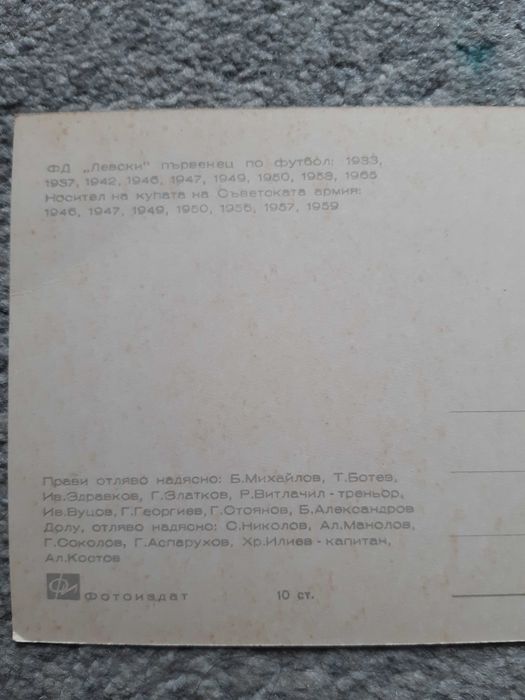 ФД „Левски" първенец по футбол: 1933,
1937, 1942, 1946, 1947, 1949, 1950, 1953, 1965
Носител на купата на Съветската армия:
1946, 1947, 1949, 1950, 1956, 1957, 1959
Прави отляво надясно: Б.Михайлов, Т.Ботев,
Ив.Здравков, Г.Златков, Р.Витлачил - треньор,
Ив.Вуцов, Г.Георгиев, Г.Стоянов, Б.Александров
Долу, отляво надясно: С.Николов, Ал.Манолов,
Г.Соколов, Г.Аспарухов, Хр.Илиев - капитан,
Ал.Костов
ФИ Фотоиздат 10 ст.